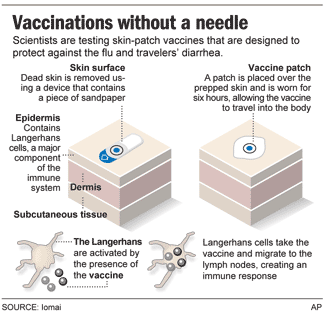 Vaccinations without a needle
Scientists are testing skin-patch vaccines that are designed to
protect against the flu and travelers' diarrhea.
Skin surface
Dead skin is removed us-
ing a device that contains
a piece of sandpaper
Vaccine patch
A patch is placed over the
prepped skin and is worn for
six hours, allowing the vaccine
to travel into the body
Epidermis
Contains
Langerhans
cells, a major
component
of the
immune
system
Dermis
Subcutaneous tissue
The Langerhans
are activated by
the presence of
the vaccine
Langerhans cells take the
vaccine and migrate to the
lymph nodes, creating an
immune response
SOURCE: Iomai
AP